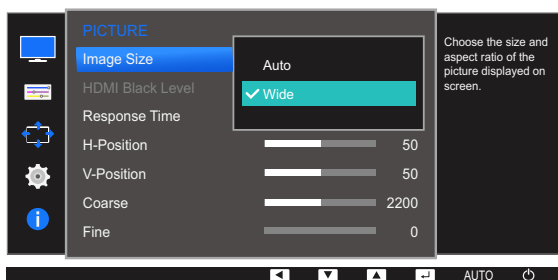 PICTURE
Image Size
Auto
Wide
HDMI Black Level
Response Time
H-Position 50
V-Position 50
Coarse 2200
Fine 0
Choose the size and
aspect ratio of the
picture displayed on
screen.
AUTO